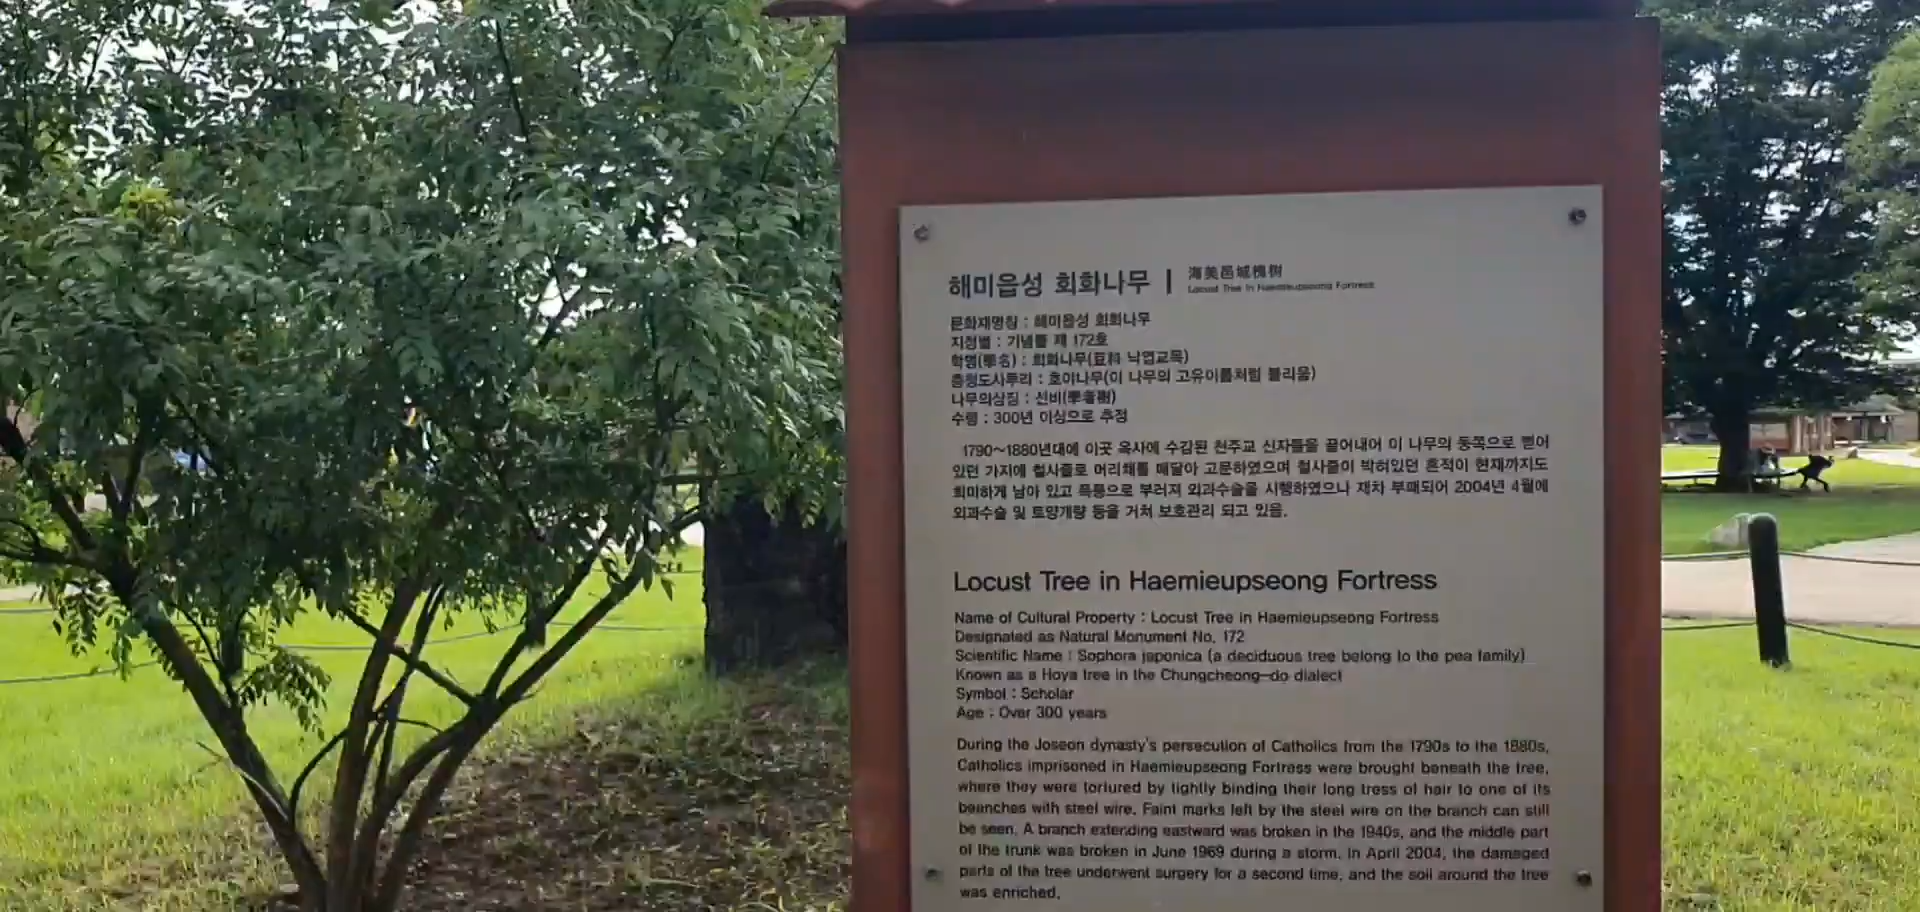 해미읍성 회화나무 | 海美邑城槐樹
Locust Tree in Haemieupseong Fortress
문화재명칭 : 해미읍성 회화나무
지정별 : 기념물 제 172호
학명(學名) : 회화나무(豆科 낙엽교목)
충청도사투리 : 호야나무(이 나무의 고유이름처럼 불리움)
나무의상징 : 선비(學者樹)
수령 : 300년 이상으로 추정
1790~1880년대에 이곳 옥사에 수감된 천주교 신자들을 끌어내어 이 나무의 동쪽으로 뻗어
있던 가지에 철사줄로 머리채를 매달아 고문하였으며 철사줄이 박혀있던 흔적이 현재까지도
희미하게 남아 있고 폭풍으로 부러져 외과수술을 시행하였으나 재차 부패되어 2004년 4월에
외과수술 및 토양개량 등을 거쳐 보호관리 되고 있음.
Locust Tree in Haemieupseong Fortress
Name of Cultural Property : Locust Tree in Haemieupseong Fortress
Designated as Natural Monument No. 172
Scientific Name : Sophora japonica (a deciduous tree belong to the pea family)
Known as a Hoya tree in the Chungcheong-do dialect
Symbol : Scholar
Age : Over 300 years
During the Joseon dynasty's persecution of Catholics from the 1790s to the 1880s,
Catholics imprisoned in Haemieupseong Fortress were brought beneath the tree,
where they were tortured by tightly binding their long tress of hair to one of its
beanches with steel wire. Faint marks left by the steel wire on the branch can still
be seen. A branch extending eastward was broken in the 1940s, and the middle part
of the trunk was broken in June 1969 during a storm. In April 2004, the damaged
parts of the tree underwent surgery for a second time, and the soil around the tree
was enriched.